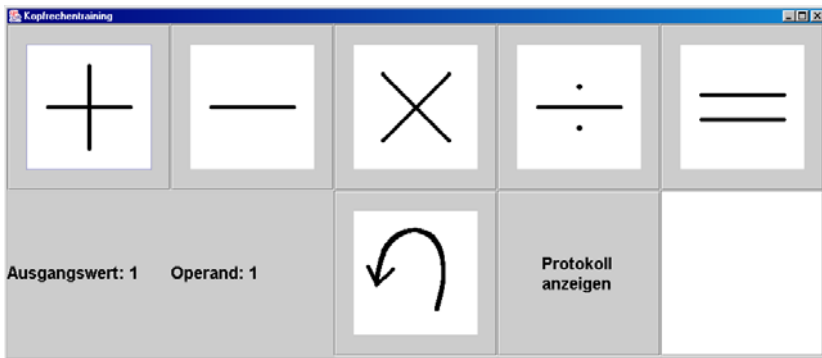 Kopfrechentraining
+
−
×
÷
=
Ausgangswert: 1
Operand: 1
Protokoll
anzeigen